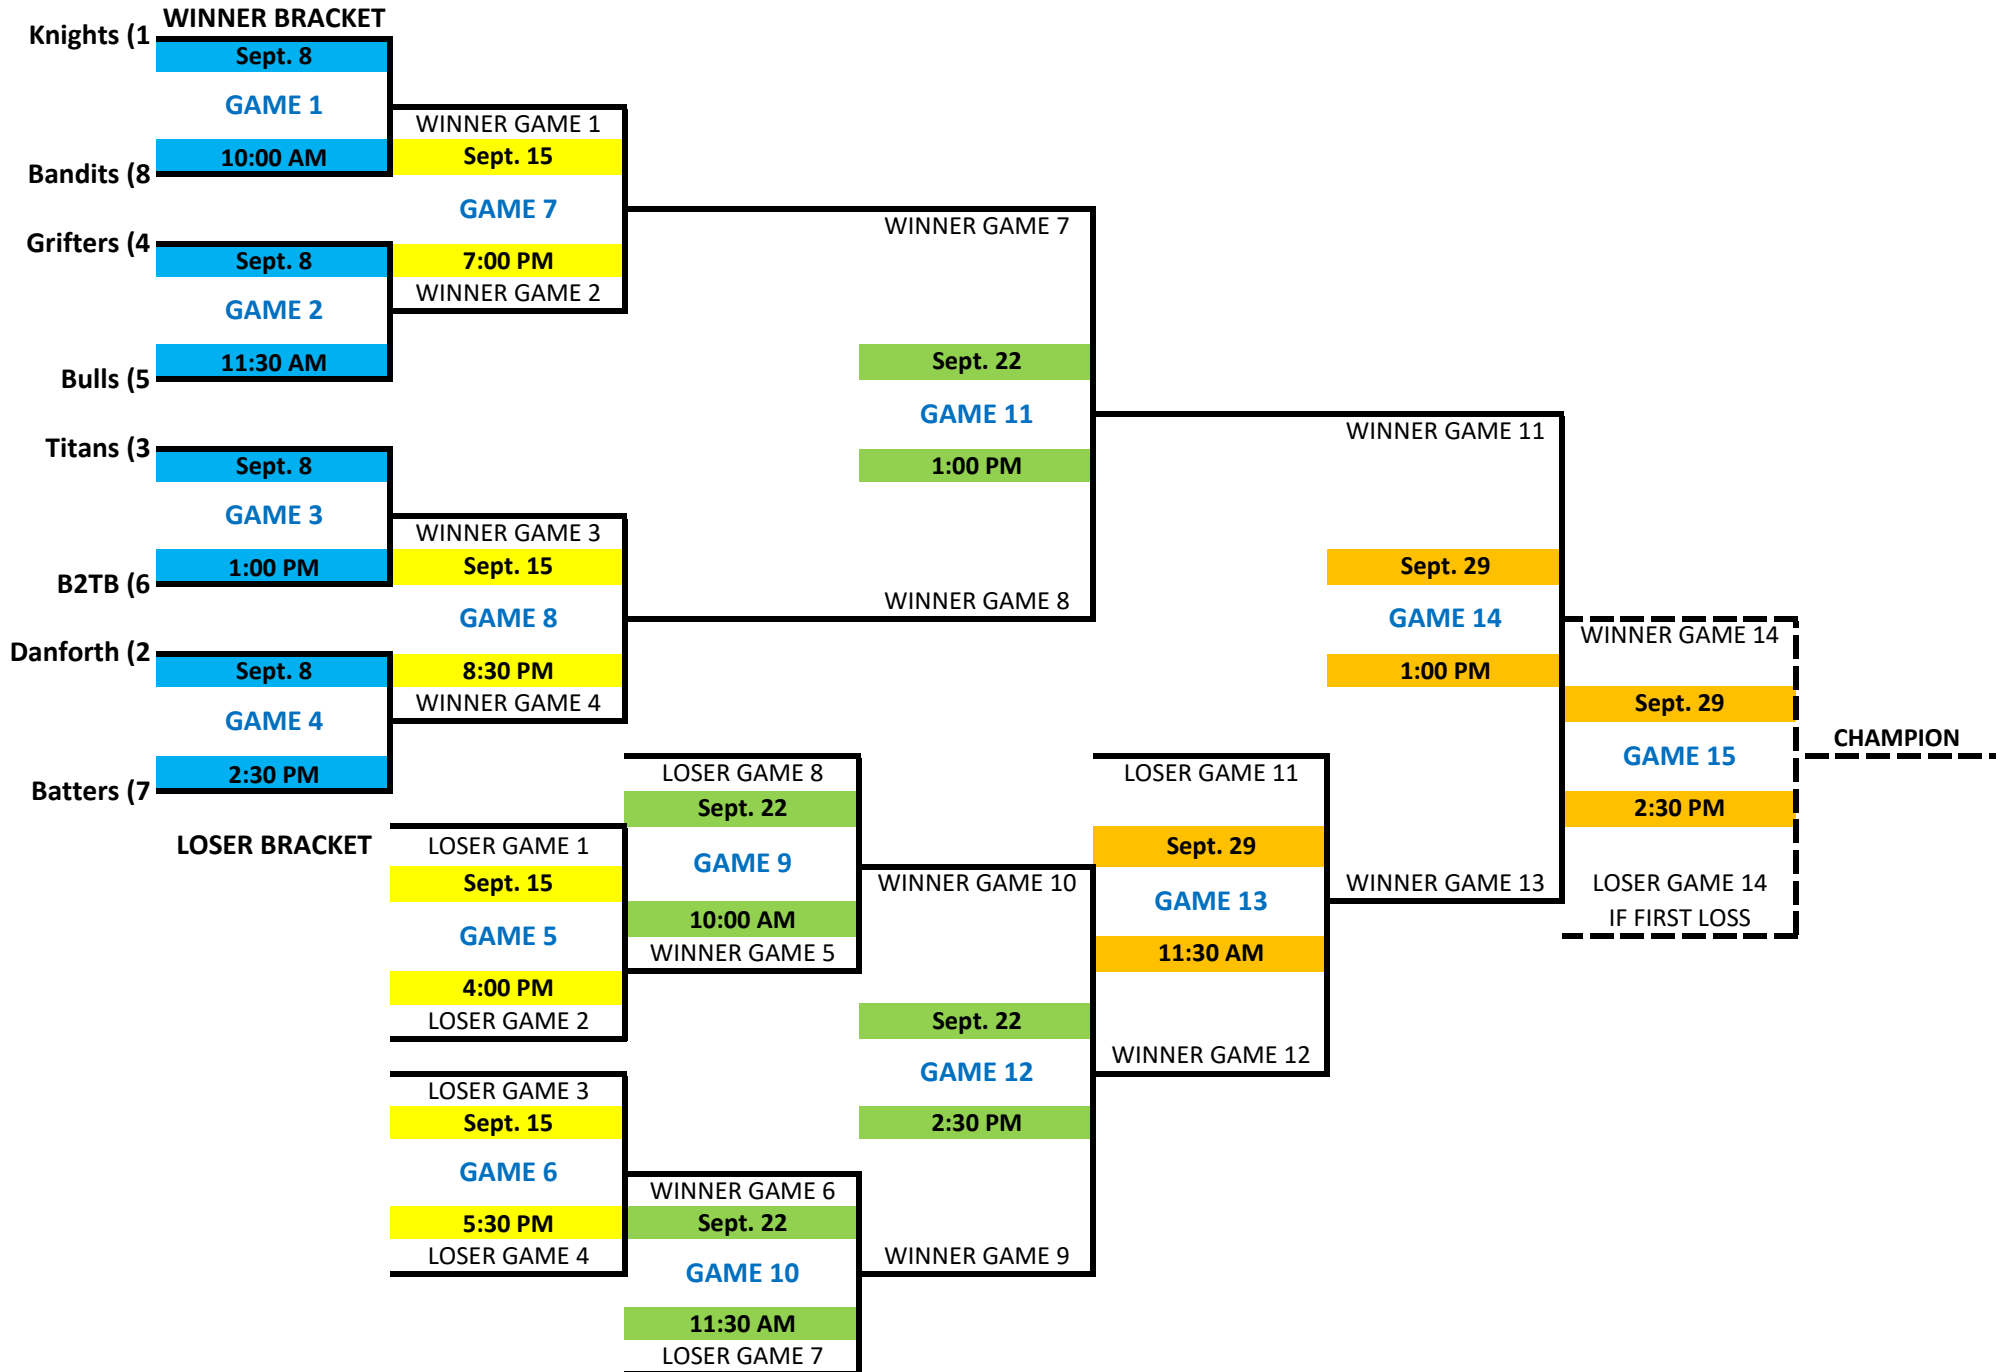 WINNER BRACKET
Knights (1
Sept. 8
GAME 1
10:00 AM
Bandits (8
Grifters (4
Sept. 8
GAME 2
11:30 AM
Bulls (5
Titans (3
Sept. 8
GAME 3
1:00 PM
B2TB (6
Danforth (2
Sept. 8
GAME 4
2:30 PM
Batters (7
WINNER GAME 1
Sept. 15
GAME 7
7:00 PM
WINNER GAME 2
WINNER GAME 3
Sept. 15
GAME 8
8:30 PM
WINNER GAME 4
WINNER GAME 7
Sept. 22
GAME 11
1:00 PM
WINNER GAME 8
WINNER GAME 11
Sept. 29
GAME 14
1:00 PM
WINNER GAME 13
WINNER GAME 14
Sept. 29
GAME 15
2:30 PM
LOSER GAME 14
IF FIRST LOSS
CHAMPION
LOSER BRACKET
LOSER GAME 1
Sept. 15
GAME 5
4:00 PM
LOSER GAME 2
LOSER GAME 3
Sept. 15
GAME 6
5:30 PM
LOSER GAME 4
LOSER GAME 8
Sept. 22
GAME 9
10:00 AM
WINNER GAME 5
WINNER GAME 6
Sept. 22
GAME 10
11:30 AM
LOSER GAME 7
WINNER GAME 10
Sept. 22
GAME 12
2:30 PM
WINNER GAME 9
LOSER GAME 11
Sept. 29
GAME 13
11:30 AM
WINNER GAME 12